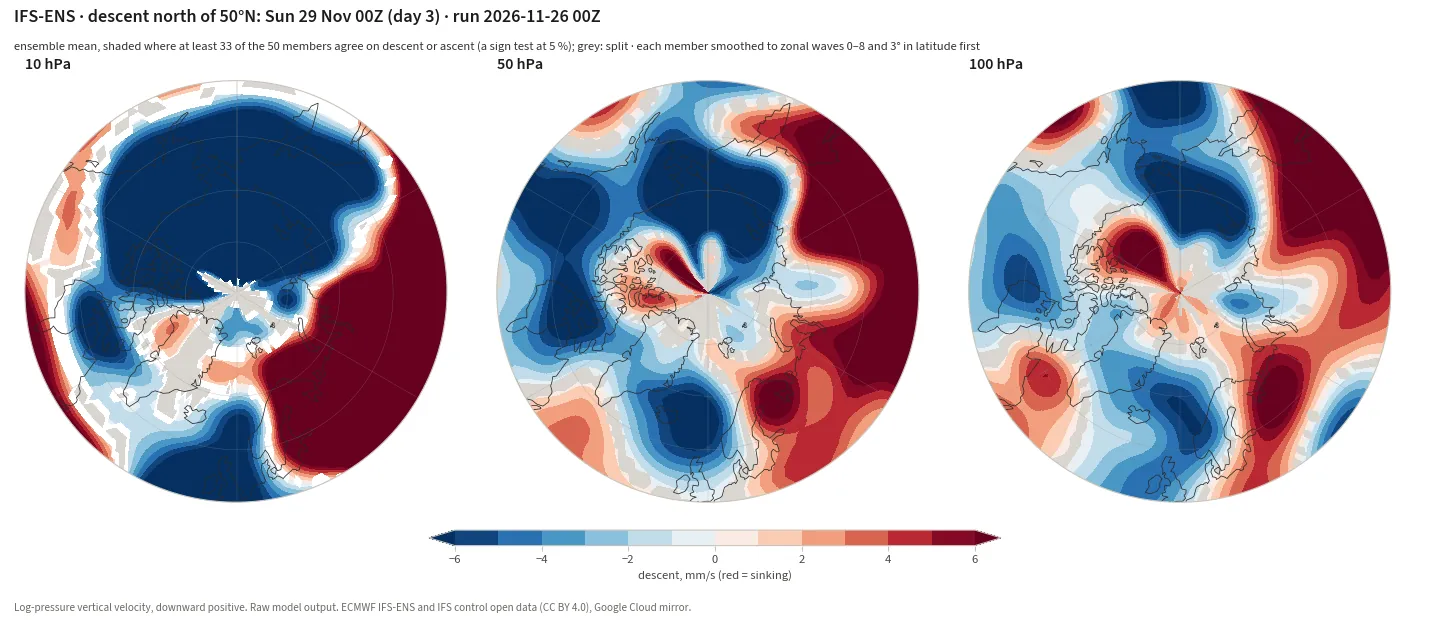 IFS-ENS · descent north of 50°N: Sun 29 Nov 00Z (day 3) · run 2026-11-26 00Z
ensemble mean, shaded where at least 33 of the 50 members agree on descent or ascent (a sign test at 5 %); grey: split · each member smoothed to zonal waves 0–8 and 3° in latitude first
10 hPa
50 hPa
100 hPa
−6 −4 −2 0 2 4 6
descent, mm/s (red = sinking)
Log-pressure vertical velocity, downward positive. Raw model output. ECMWF IFS-ENS and IFS control open data (CC BY 4.0), Google Cloud mirror.